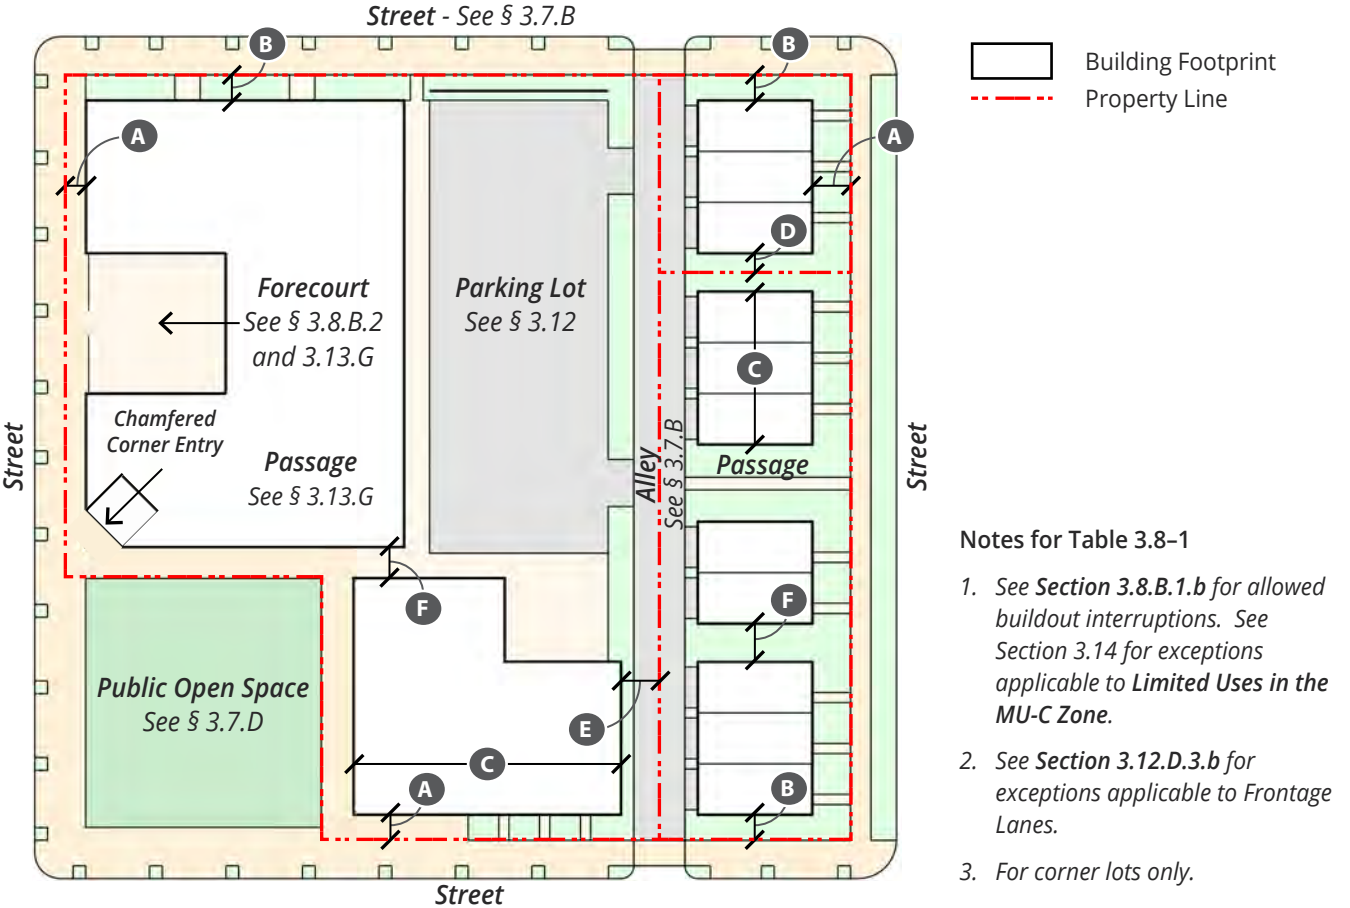 Street - See § 3.7.B
B
B
Building Footprint
Property Line
A
A
D
Forecourt
See § 3.8.B.2
and 3.13.G
Parking Lot
See § 3.12
C
Chamfered
Corner Entry
Street
Passage
See § 3.13.G
Alley
See § 3.7.B
Passage
Street
F
F
Public Open Space
See § 3.7.D
E
C
A
B
Street
Notes for Table 3.8–1
1. See Section 3.8.B.1.b for allowed
buildout interruptions. See
Section 3.14 for exceptions
applicable to Limited Uses in the
MU-C Zone.
2. See Section 3.12.D.3.b for
exceptions applicable to Frontage
Lanes.
3. For corner lots only.